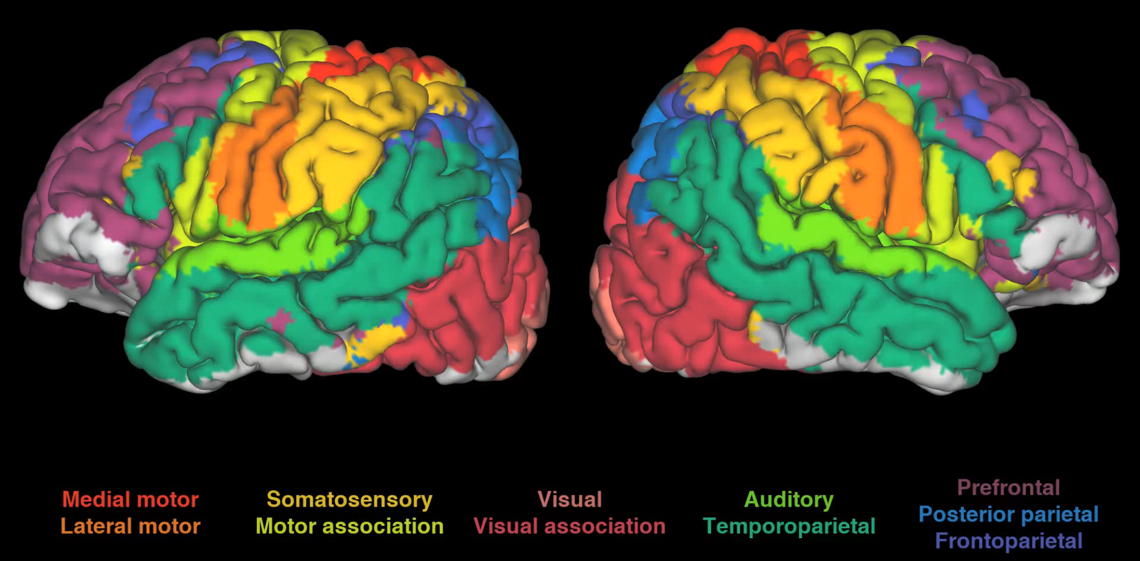 Medial motor
Lateral motor
Somatosensory
Motor association
Visual
Visual association
Auditory
Temporoparietal
Prefrontal
Posterior parietal
Frontoparietal